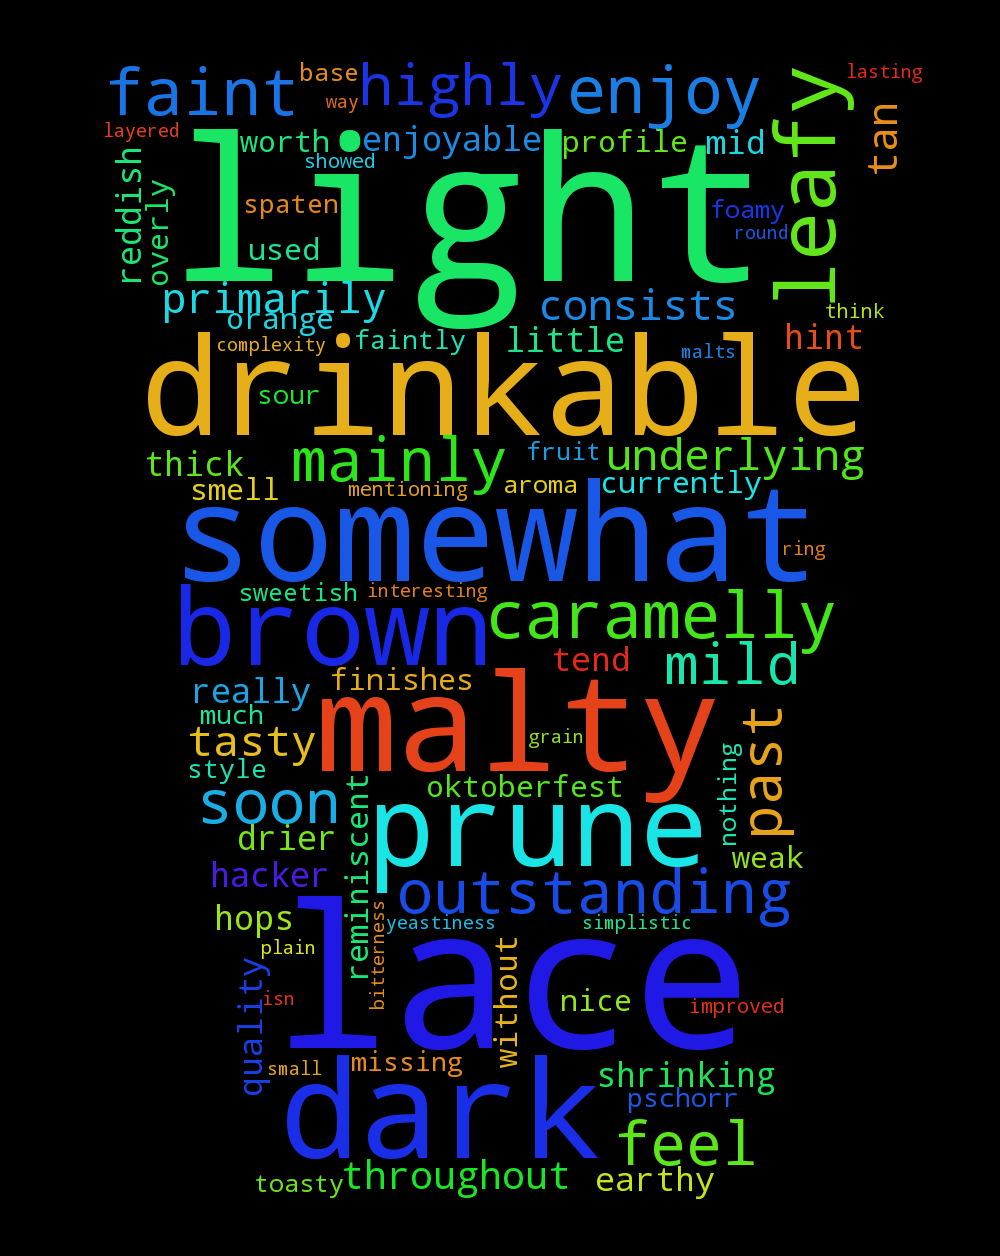 faint
base
way
highly
enjoy
leafy
lasting
tan
layered
worth
enjoyable
profile
mid
showed
light
reddish
overly
spaten
foamy
round
used
primarily
orange
consists
think
complexity
faintly
little
malts
hint
drinkable
sour
mainly
fruit
underlying
thick
smell
mentioning
aroma
currently
somewhat
ring
sweetish
interesting
brown
caramelly
tend
mild
really
finishes
malty
much
tasty
grain
past
style
nothing
soon
oktoberfest
prune
drier
reminiscent
weak
hacker
outstanding
hops
bitterness
yeastiness
simplistic
plain
lace
quality
isn
without
nice
improved
small
missing
dark
shrinking
pschorr
feel
toasty
throughout
earthy